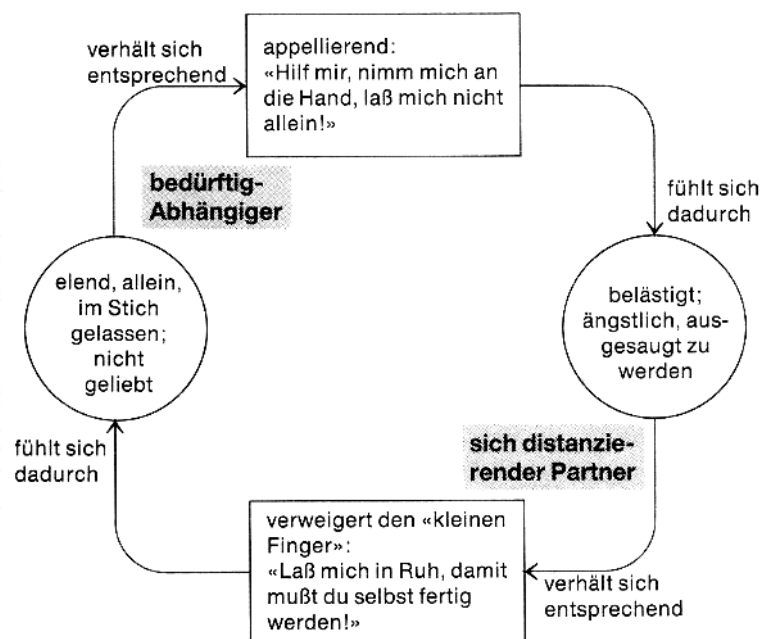 verhält sich
entsprechend
appellierend:
«Hilf mir, nimm mich an
die Hand, laß mich nicht
allein!»
bedürftig-
Abhängiger
fühlt sich
dadurch
elend, allein,
im Stich
gelassen;
nicht
geliebt
belästigt;
ängstlich, aus-
gesaugt zu
werden
fühlt sich
dadurch
sich distanzie-
render Partner
verweigert den «kleinen
Finger»:
«Laß mich in Ruh, damit
mußt du selbst fertig
werden!»
verhält sich
entsprechend